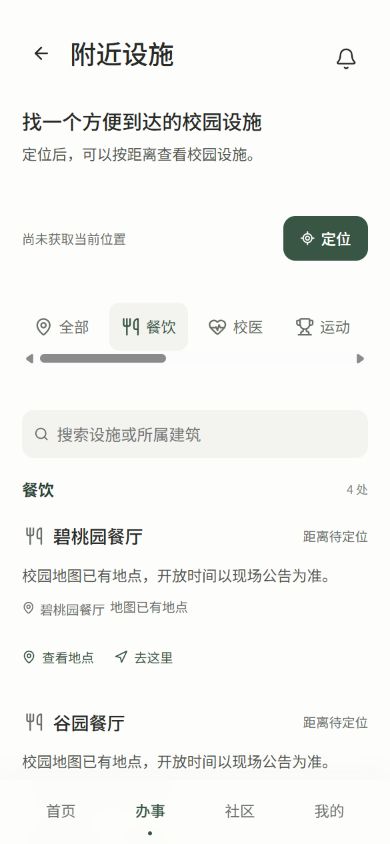 附近设施
找一个方便到达的校园设施
定位后，可以按距离查看校园设施。
尚未获取当前位置
定位
全部 餐饮 校医 运动
搜索设施或所属建筑
餐饮 4 处
碧桃园餐厅 距离待定位
校园地图已有地点，开放时间以现场公告为准。
碧桃园餐厅 地图已有地点
查看地点 去这里
谷园餐厅 距离待定位
校园地图已有地点，开放时间以现场公告为准。
首页 办事 社区 我的